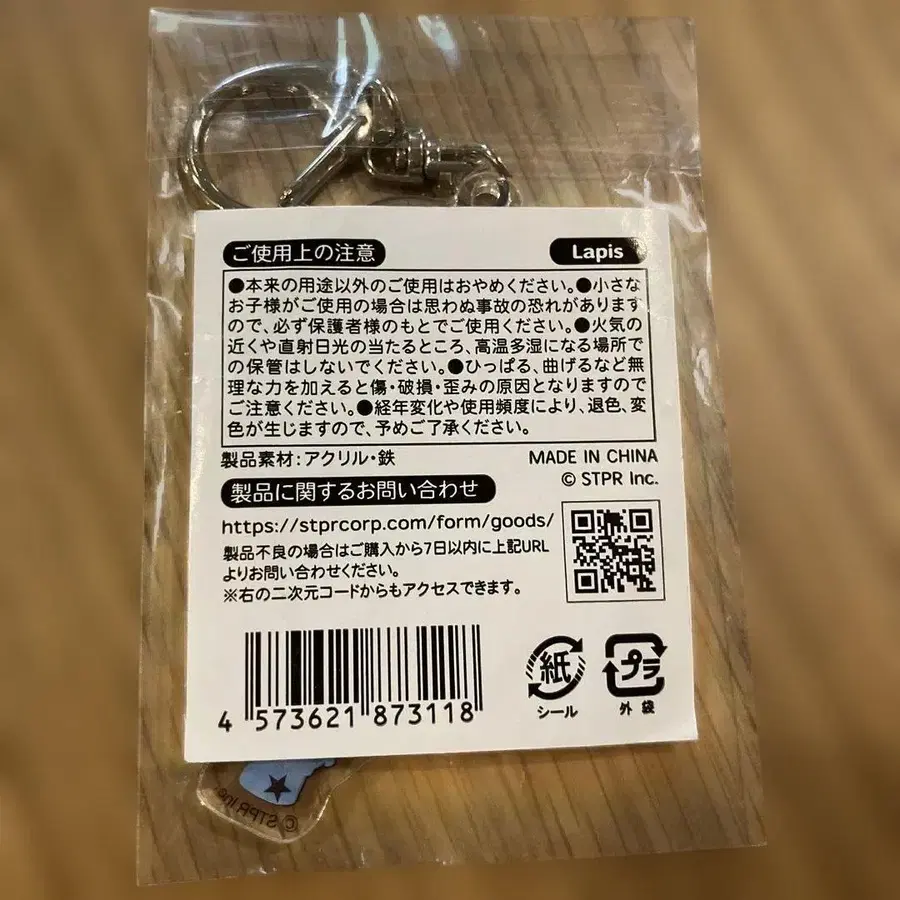 ご使用上の注意
Lapis
●本来の用途以外のご使用はおやめください。●小さな
お子様がご使用の場合は思わぬ事故の恐れがあります
ので、必ず保護者様のもとでご使用ください。●火気の
近くや直射日光の当たるところ、高温多湿になる場所で
の保管はしないでください。●ひっぱる、曲げるなど無
理な力を加えると傷・破損・歪みの原因となりますので
ご注意ください。●経年変化や使用頻度により、退色、変
色が生じますので、予めご了承ください。
製品素材:アクリル・鉄
MADE IN CHINA
© STPR Inc.
製品に関するお問い合わせ
https://stprcorp.com/form/goods/
製品不良の場合はご購入から7日以内に上記URL
よりお問い合わせください。
※右の二次元コードからもアクセスできます。
4 573621 873118
紙
シール
プラ
外 袋
© STPR Inc.